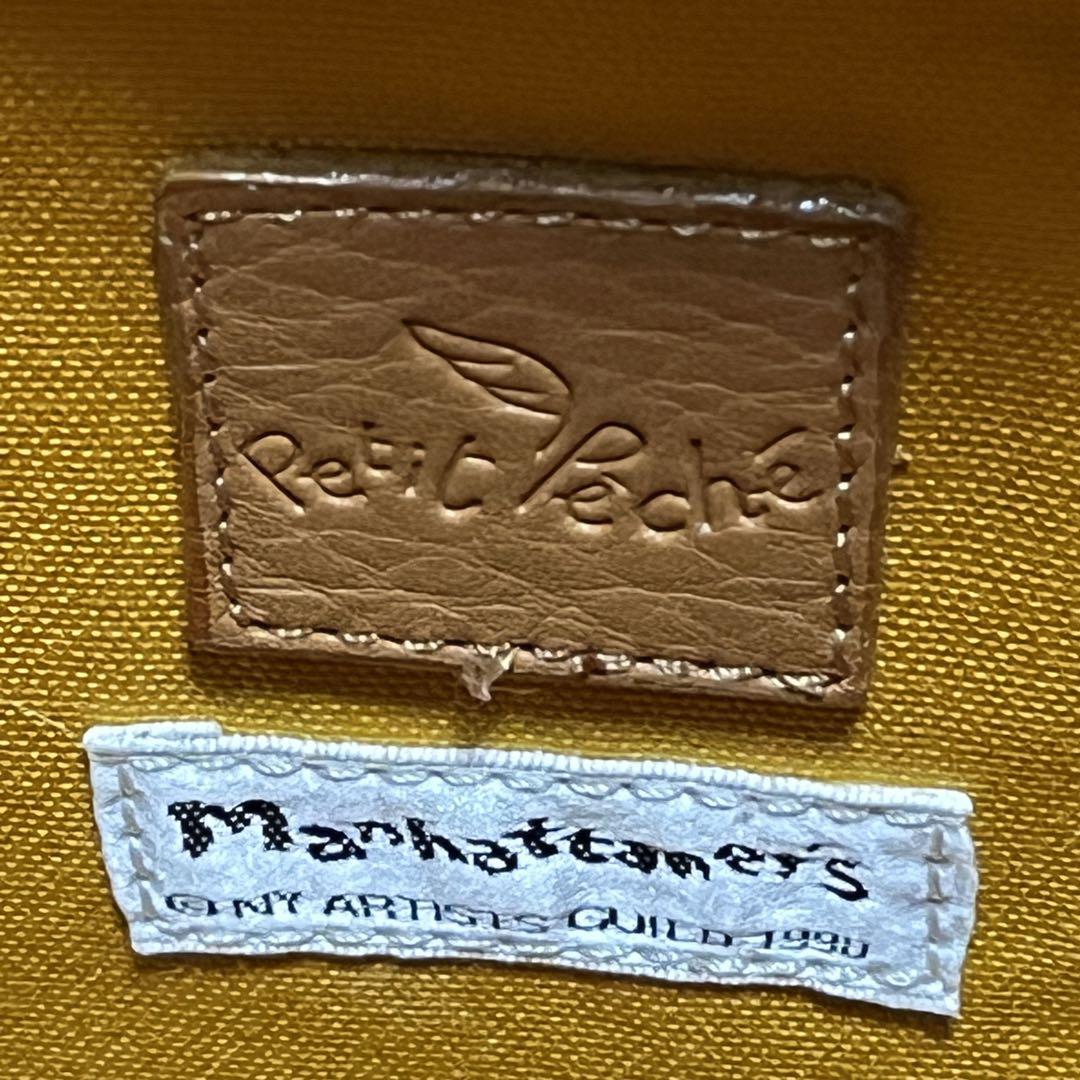 Petit Peche
Manhattaner's
© NY ARTISTS GUILD 1990